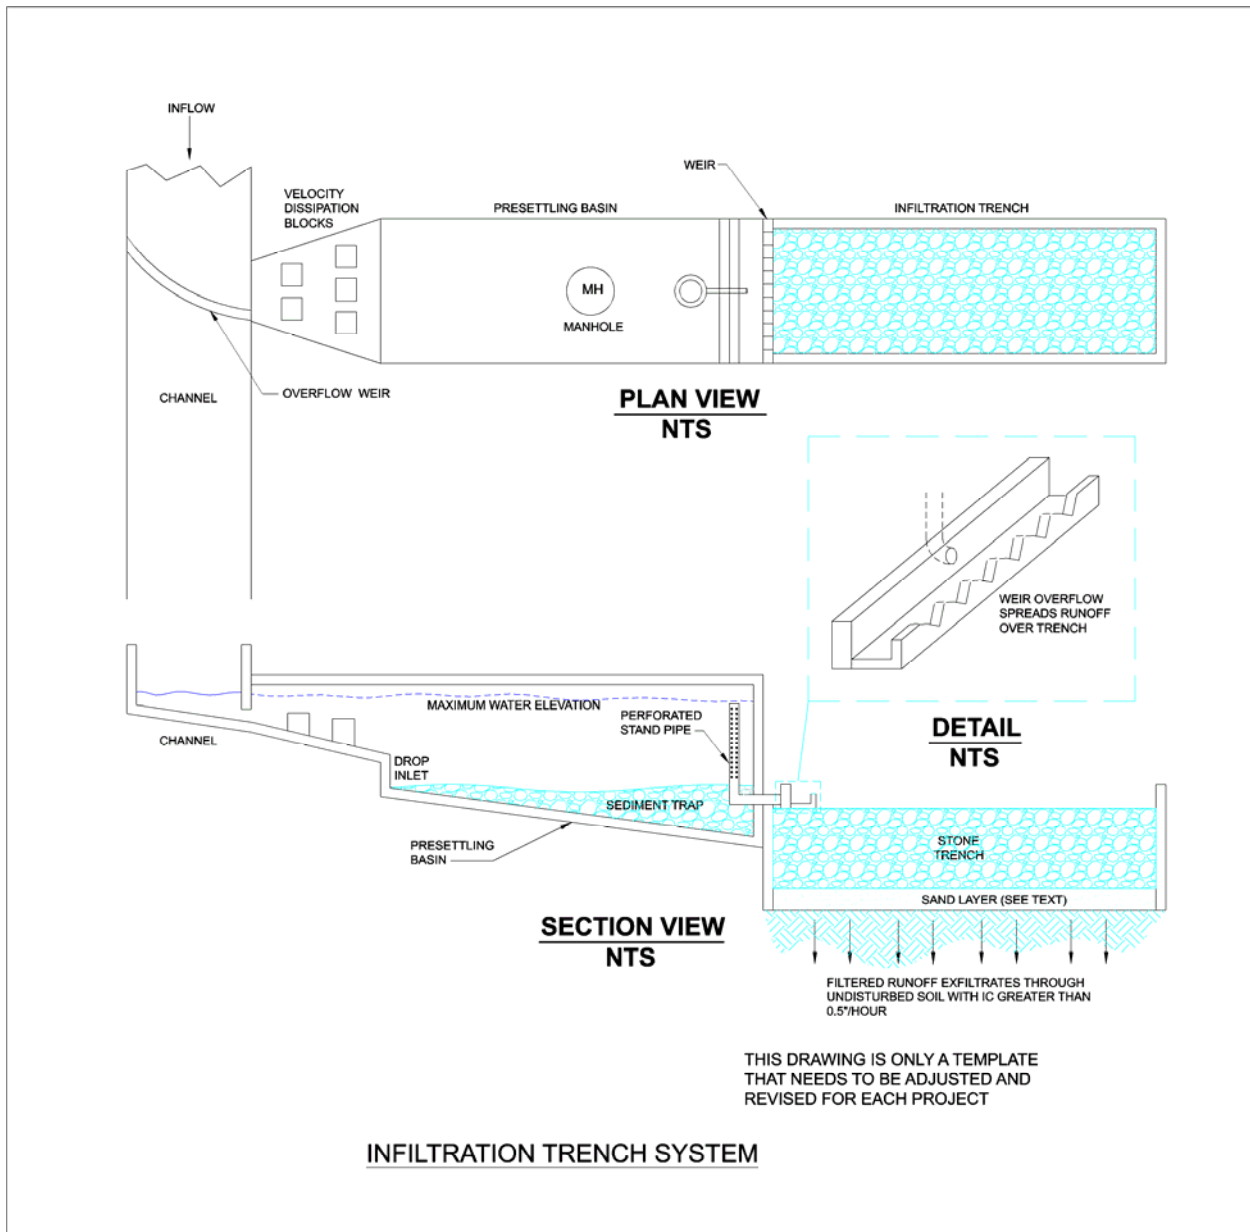 INFLOW
WEIR
VELOCITY
DISSIPATION
BLOCKS
PRESETTLING BASIN
INFILTRATION TRENCH
MH
MANHOLE
CHANNEL
OVERFLOW WEIR
PLAN VIEW
NTS
WEIR OVERFLOW
SPREADS RUNOFF
OVER TRENCH
DETAIL
NTS
MAXIMUM WATER ELEVATION
PERFORATED
STAND PIPE
CHANNEL
DROP
INLET
SEDIMENT TRAP
PRESETTLING
BASIN
STONE
TRENCH
SAND LAYER (SEE TEXT)
SECTION VIEW
NTS
FILTERED RUNOFF EXFILTRATES THROUGH
UNDISTURBED SOIL WITH IC GREATER THAN
0.5"/HOUR
THIS DRAWING IS ONLY A TEMPLATE
THAT NEEDS TO BE ADJUSTED AND
REVISED FOR EACH PROJECT
INFILTRATION TRENCH SYSTEM